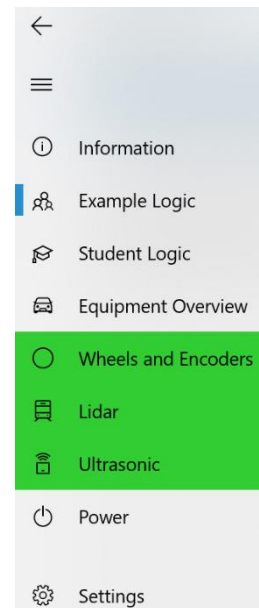 Information
Example Logic
Student Logic
Equipment Overview
Wheels and Encoders
Lidar
Ultrasonic
Power
Settings